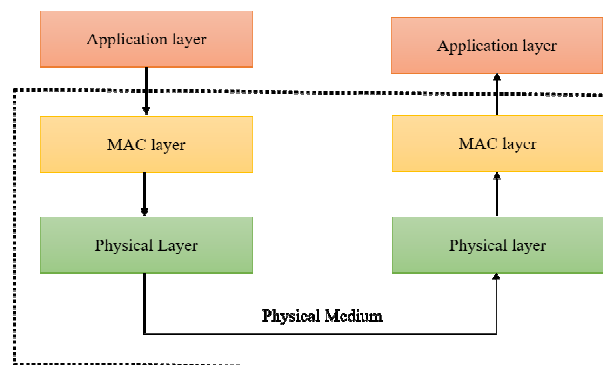 Application layer
Application layer
MAC layer
MAC layer
Physical Layer
Physical layer
Physical Medium